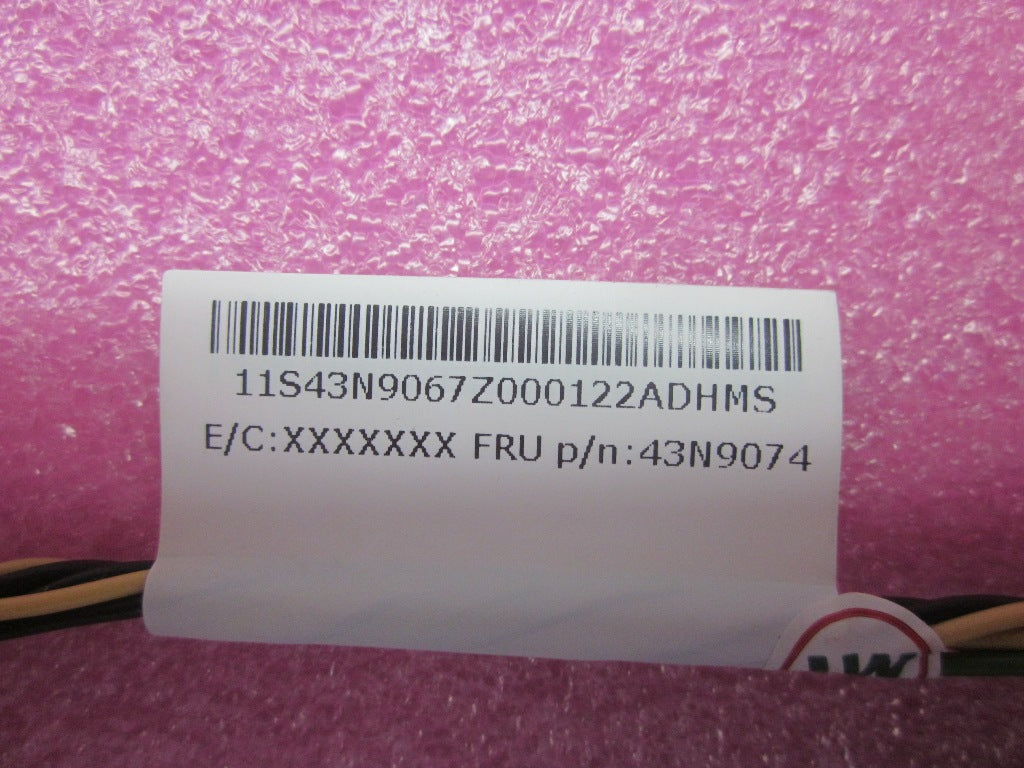 11S43N9067Z000122ADHMS
E/C:XXXXXXX FRU p/n:43N9074